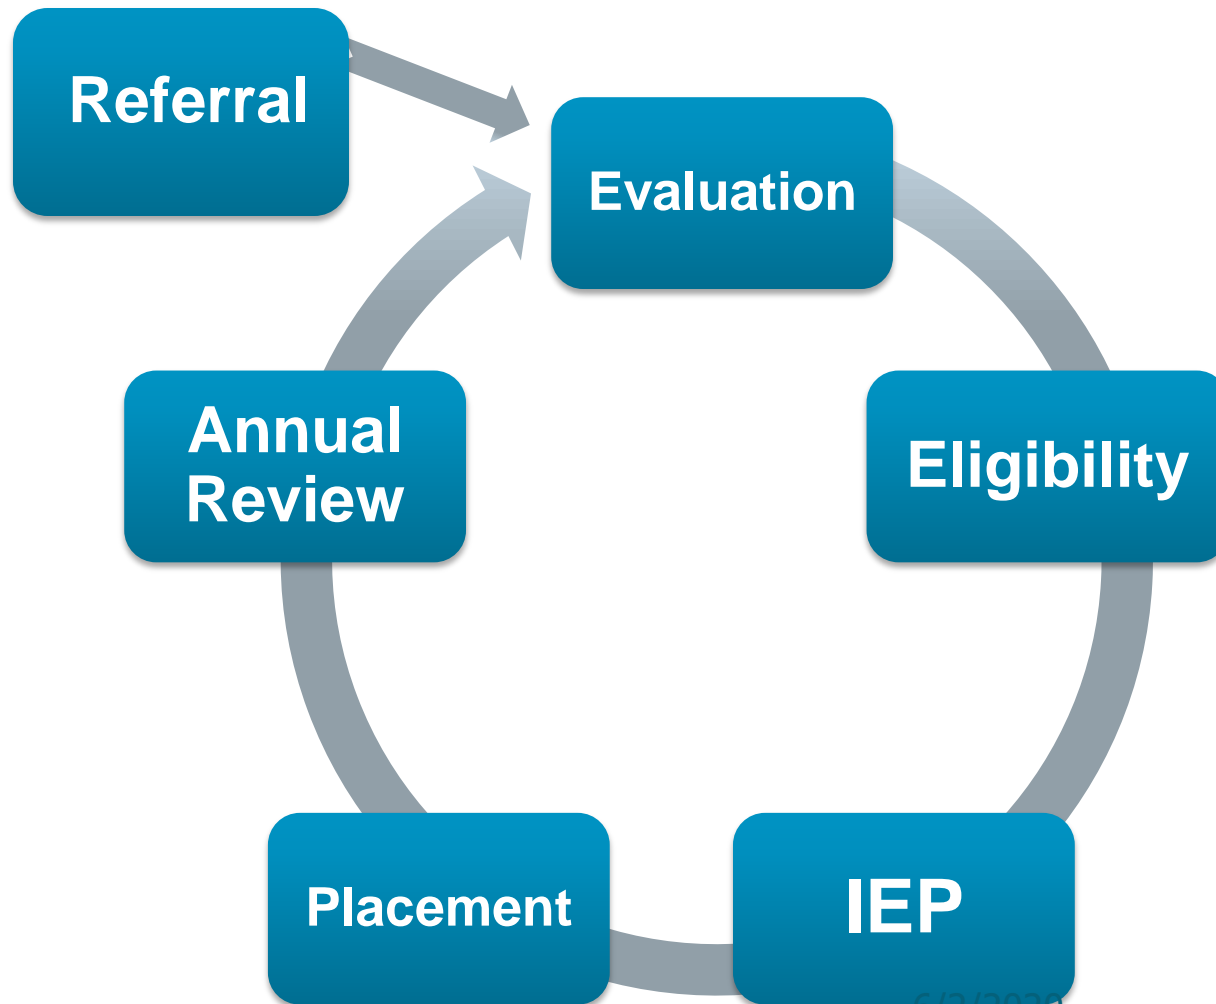 Referral
Evaluation
Eligibility
IEP
Placement
Annual
Review